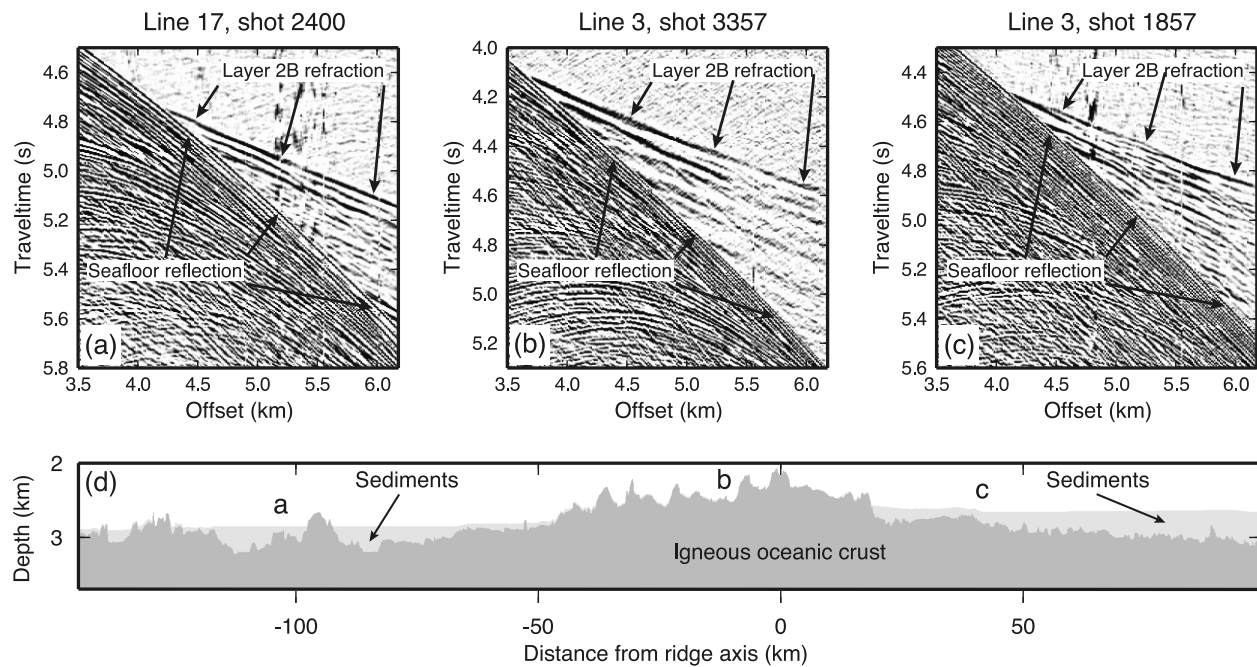 Line 17, shot 2400
Line 3, shot 3357
Line 3, shot 1857
Traveltime (s)
4.6
4.8
5.0
5.2
5.4
5.6
5.8
Layer 2B refraction
Seafloor reflection
(a)
3.5 4.0 4.5 5.0 5.5 6.0
Offset (km)
Traveltime (s)
4.0
4.2
4.4
4.6
4.8
5.0
5.2
Layer 2B refraction
Seafloor reflection
(b)
3.5 4.0 4.5 5.0 5.5 6.0
Offset (km)
Traveltime (s)
4.4
4.6
4.8
5.0
5.2
5.4
5.6
Layer 2B refraction
Seafloor reflection
(c)
3.5 4.0 4.5 5.0 5.5 6.0
Offset (km)
Depth (km)
2
3
(d)
a
Sediments
b
c
Sediments
Igneous oceanic crust
-100 -50 0 50
Distance from ridge axis (km)